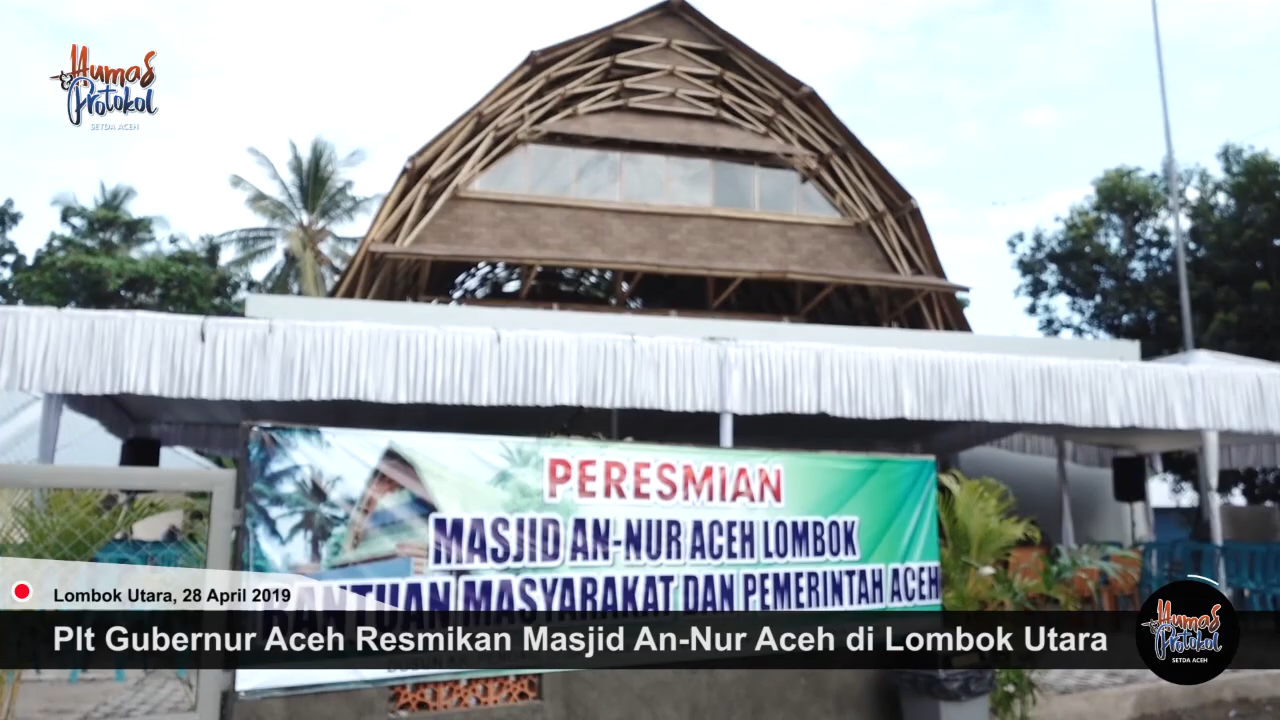 Humas
Protokol
SETDA ACEH
PERESMIAN
MASJID AN-NUR ACEH LOMBOK
BANTUAN MASYARAKAT DAN PEMERINTAH ACEH
Lombok Utara, 28 April 2019
Plt Gubernur Aceh Resmikan Masjid An-Nur Aceh di Lombok Utara
Humas
Protokol
SETDA ACEH